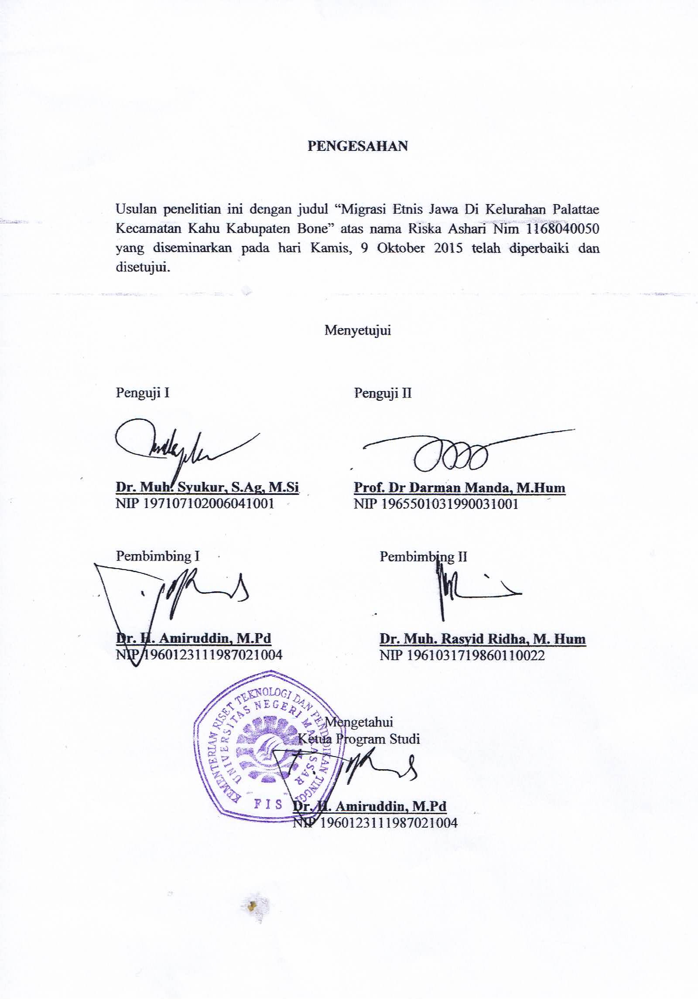 PENGESAHAN
Usulan penelitian ini dengan judul “Migrasi Etnis Jawa Di Kelurahan Palattae
Kecamatan Kahu Kabupaten Bone” atas nama Riska Ashari Nim 1168040050
yang diseminarkan pada hari Kamis, 9 Oktober 2015 telah diperbaiki dan
disetujui.
Menyetujui
Penguji I
Penguji II
Dr. Muh. Syukur, S.Ag, M.Si
Prof. Dr Darman Manda, M.Hum
NIP 197107102006041001
NIP 1965501031990031001
Pembimbing I
Pembimbing II
Dr. H. Amiruddin, M.Pd
Dr. Muh. Rasyid Ridha, M. Hum
NIP 1960123111987021004
NIP 1961031719860110022
KEMENTERIAN RISET TEKNOLOGI DAN PENDIDIKAN TINGGI
UNIVERSITAS NEGERI MAKASSAR
FIS
Mengetahui
Ketua Program Studi
Dr. H. Amiruddin, M.Pd
NIP 1960123111987021004